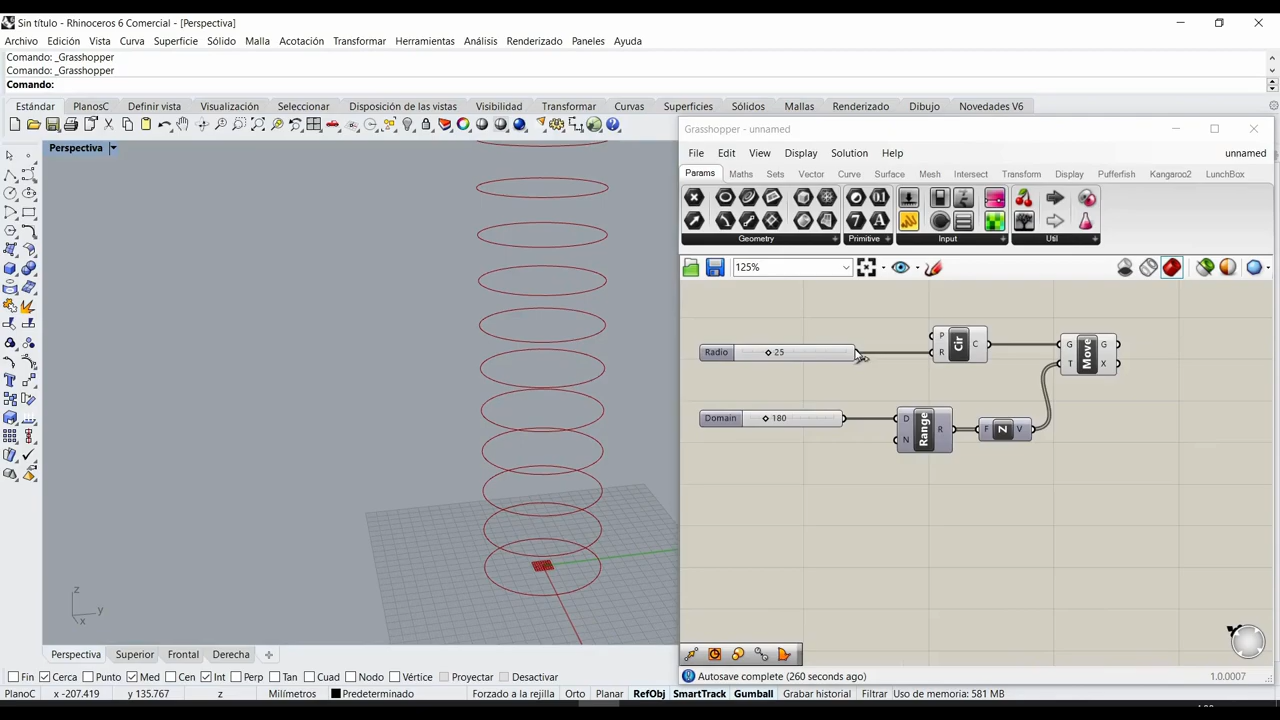 Sin título - Rhinoceros 6 Comercial - [Perspectiva]
Archivo Edición Vista Curva Superficie Sólido Malla Acotación Transformar Herramientas Análisis Renderizado Paneles Ayuda
Comando: _Grasshopper
Comando: _Grasshopper
Comando:
Estándar PlanosC Definir vista Visualización Seleccionar Disposición de las vistas Visibilidad Transformar Curvas Superficies Sólidos Mallas Renderizado Dibujo Novedades V6
Perspectiva
Grasshopper - unnamed
File Edit View Display Solution Help unnamed
Params Maths Sets Vector Curve Surface Mesh Intersect Transform Display Pufferfish Kangaroo2 LunchBox
Geometry Primitive Input Util
125%
Radio 25
P R Cir C
G T Move G X
Domain 180
D N Range R
F Z V
z
y
x
Perspectiva Superior Frontal Derecha
Autosave complete (260 seconds ago) 1.0.0007
Fin Cerca Punto Med Cen Int Perp Tan Cuad Nodo Vértice Proyectar Desactivar
PlanoC x -207.419 y 135.767 z Milímetros Predeterminado Forzado a la rejilla Orto Planar RefObj SmartTrack Gumball Grabar historial Filtrar Uso de memoria: 581 MB